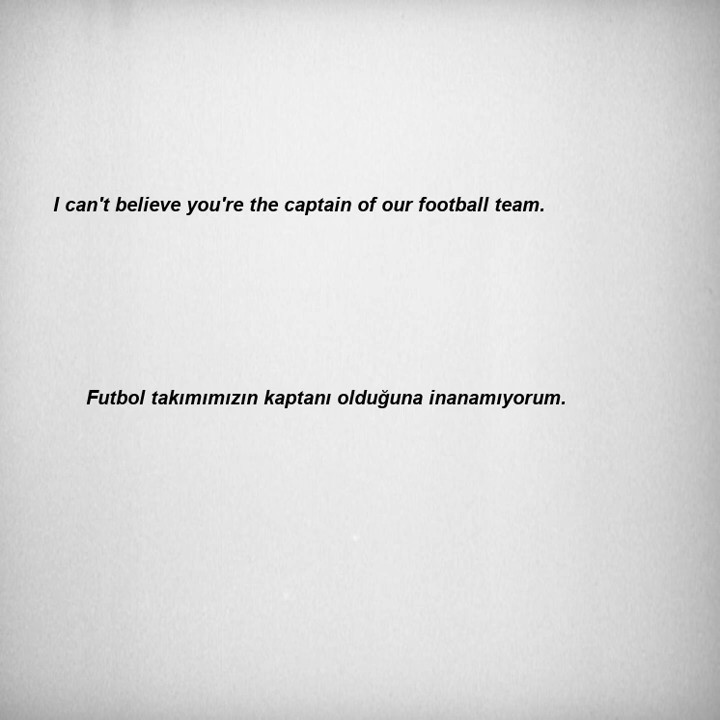 I can't believe you're the captain of our football team.
Futbol takımımızın kaptanı olduğuna inanamıyorum.